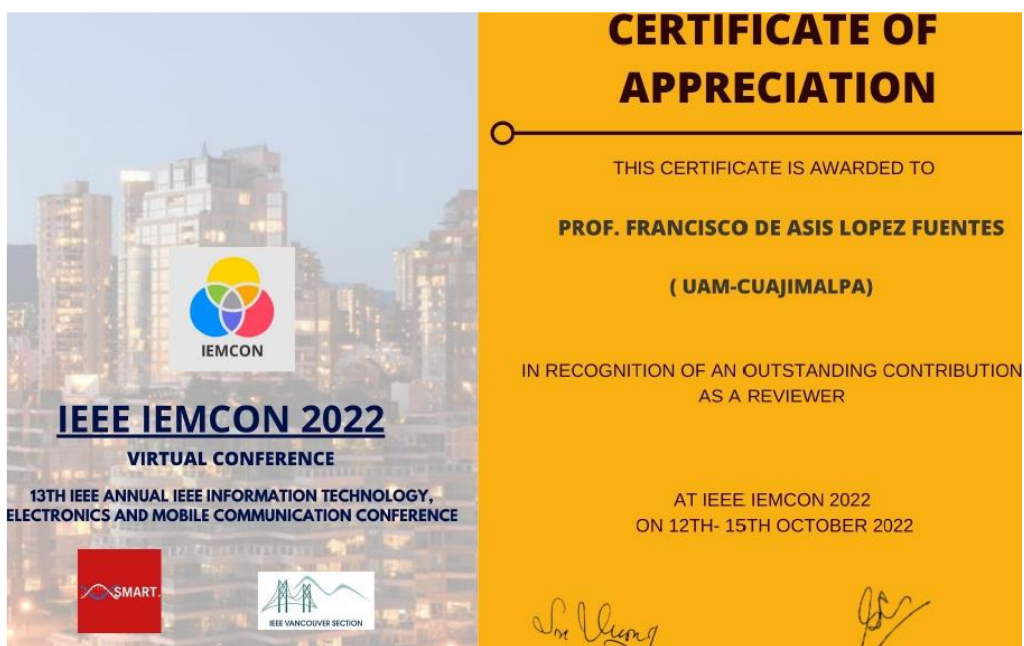 IEMCON
IEEE IEMCON 2022
VIRTUAL CONFERENCE
13TH IEEE ANNUAL IEEE INFORMATION TECHNOLOGY,
ELECTRONICS AND MOBILE COMMUNICATION CONFERENCE
SMART.
IEEE VANCOUVER SECTION
CERTIFICATE OF
APPRECIATION
THIS CERTIFICATE IS AWARDED TO
PROF. FRANCISCO DE ASIS LOPEZ FUENTES
( UAM-CUAJIMALPA)
IN RECOGNITION OF AN OUTSTANDING CONTRIBUTION
AS A REVIEWER
AT IEEE IEMCON 2022
ON 12TH- 15TH OCTOBER 2022